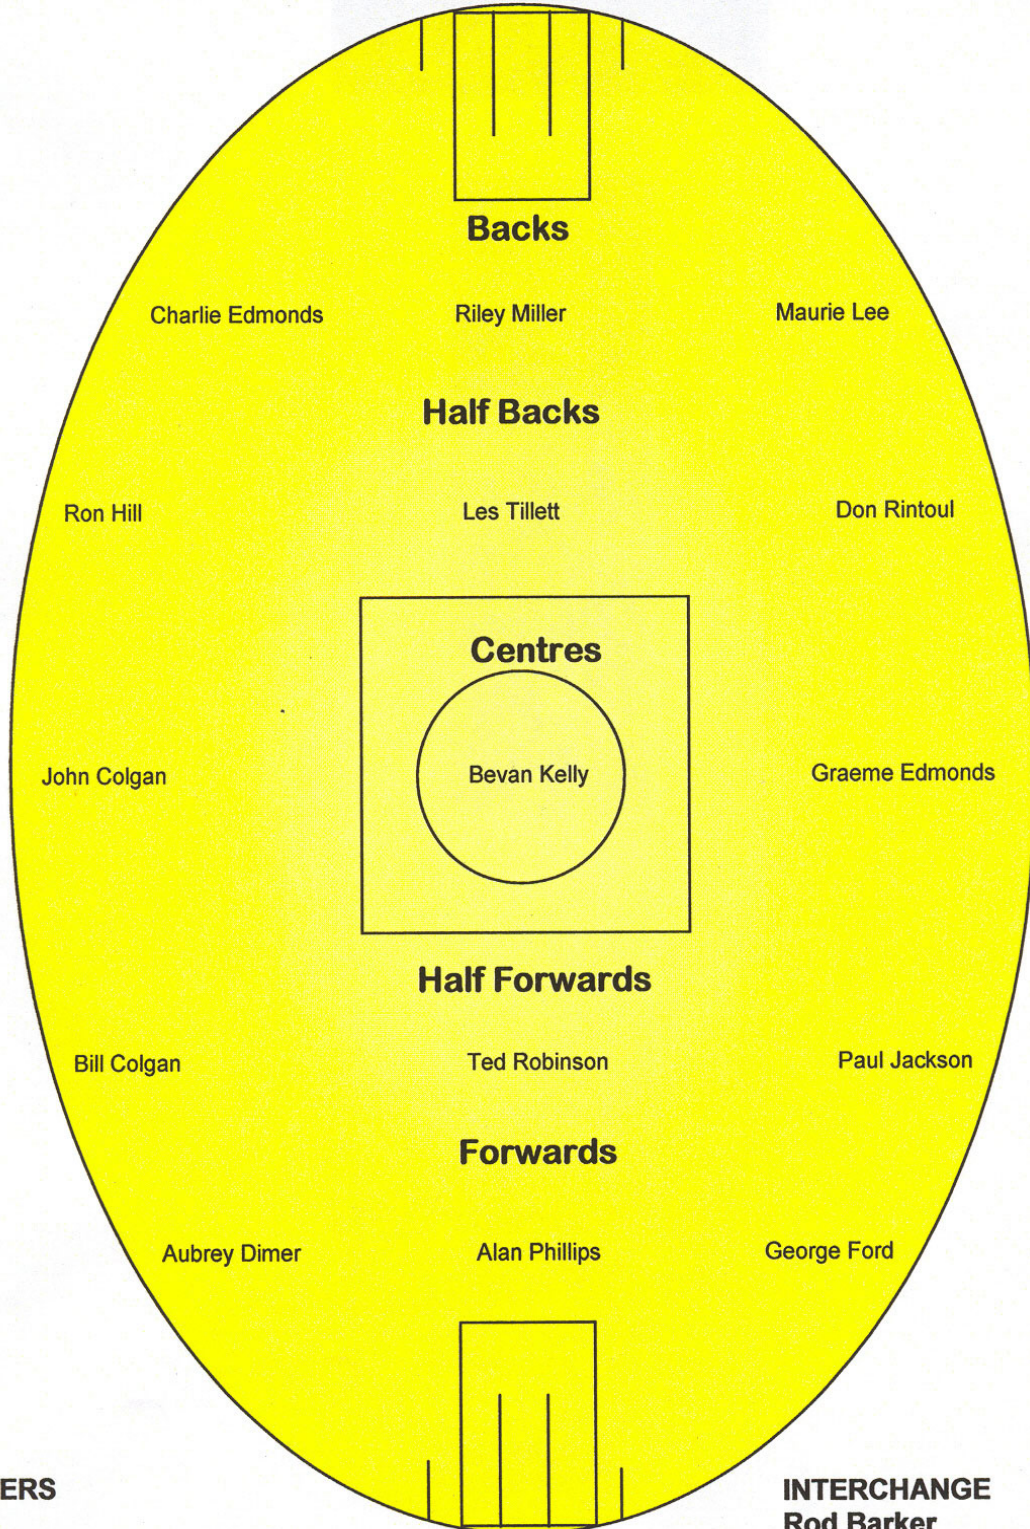 Backs
Charlie Edmonds Riley Miller Maurie Lee
Half Backs
Ron Hill Les Tillett Don Rintoul
Centres
John Colgan Bevan Kelly Graeme Edmonds
Half Forwards
Bill Colgan Ted Robinson Paul Jackson
Forwards
Aubrey Dimer Alan Phillips George Ford
ERS INTERCHANGE
Rod Barker